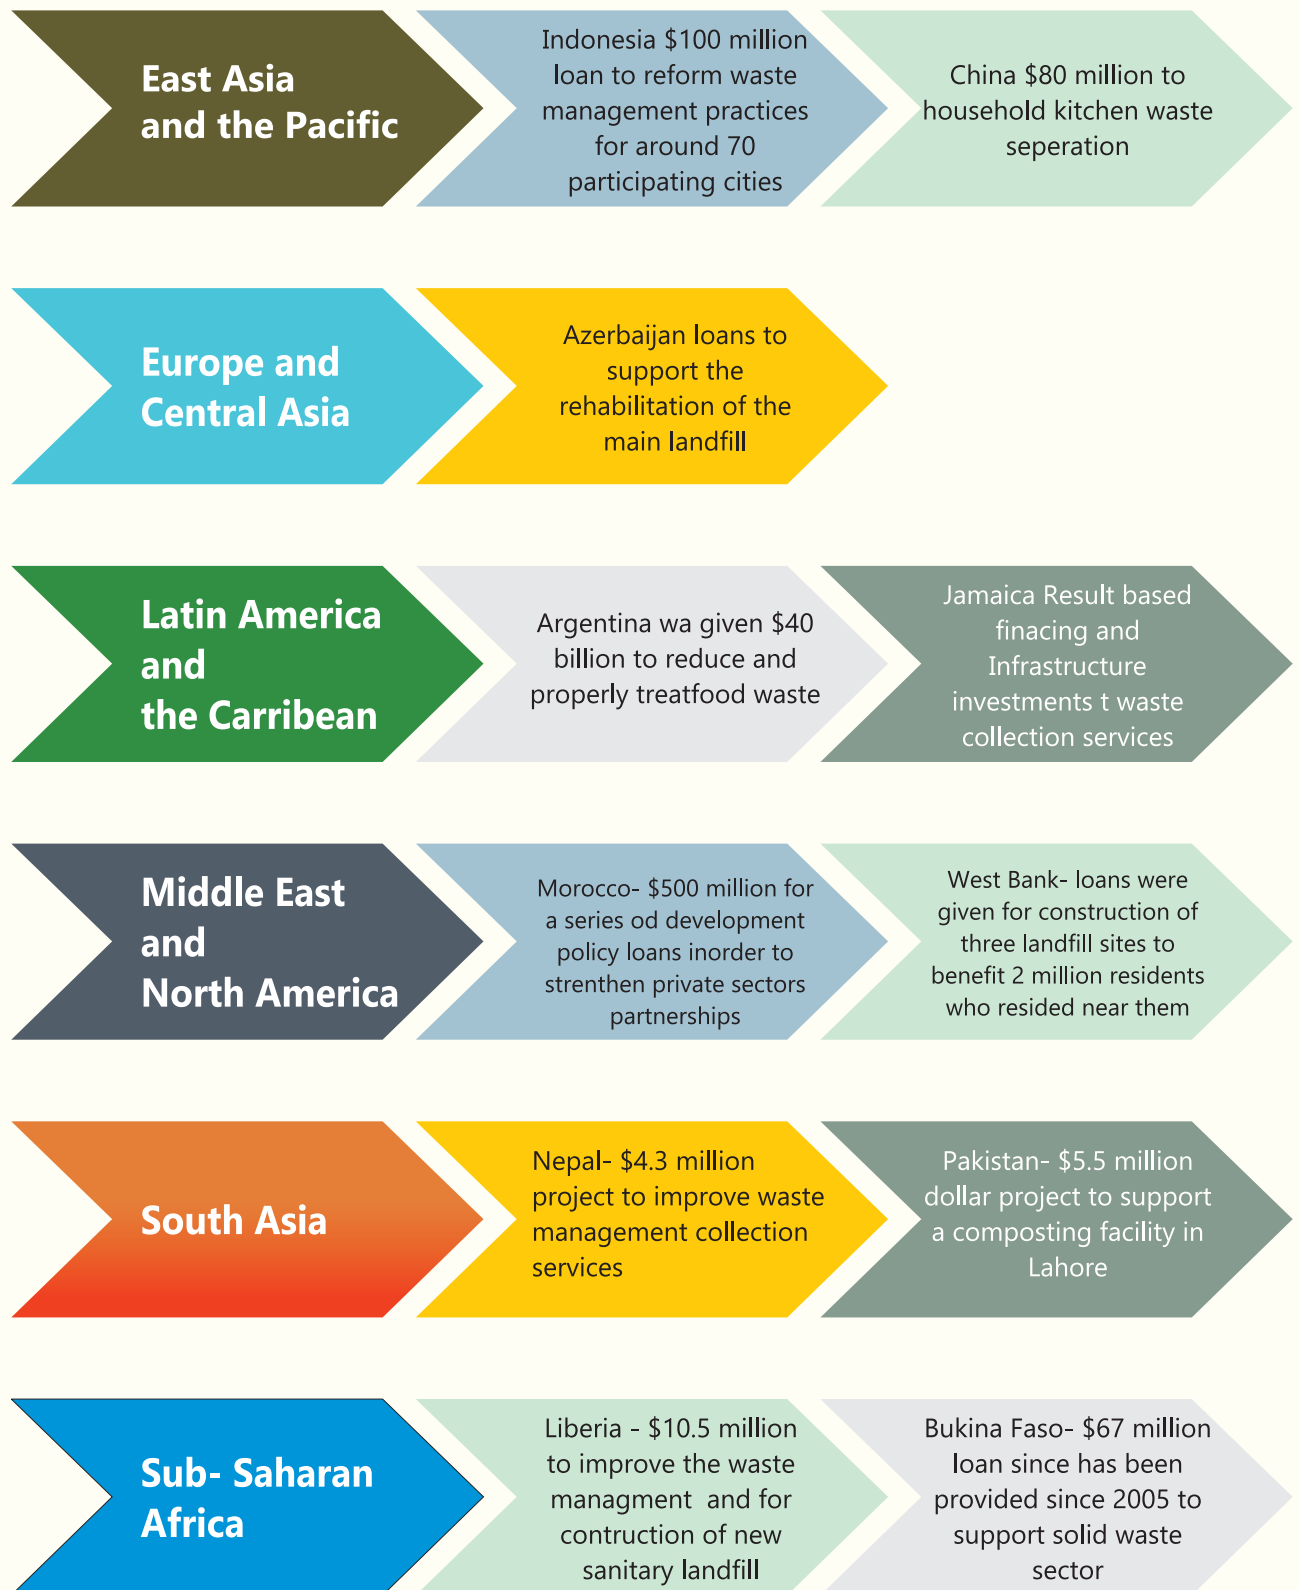 East Asia
and the Pacific
Indonesia $100 million
loan to reform waste
management practices
for around 70
participating cities
China $80 million to
household kitchen waste
seperation
Europe and
Central Asia
Azerbaijan loans to
support the
rehabilitation of the
main landfill
Latin America
and
the Carribean
Argentina wa given $40
billion to reduce and
properly treatfood waste
Jamaica Result based
finacing and
Infrastructure
investments t waste
collection services
Middle East
and
North America
Morocco- $500 million for
a series od development
policy loans inorder to
strenthen private sectors
partnerships
West Bank- loans were
given for construction of
three landfill sites to
benefit 2 million residents
who resided near them
South Asia
Nepal- $4.3 million
project to improve waste
management collection
services
Pakistan- $5.5 million
dollar project to support
a composting facility in
Lahore
Sub- Saharan
Africa
Liberia - $10.5 million
to improve the waste
managment and for
contruction of new
sanitary landfill
Bukina Faso- $67 million
loan since has been
provided since 2005 to
support solid waste
sector